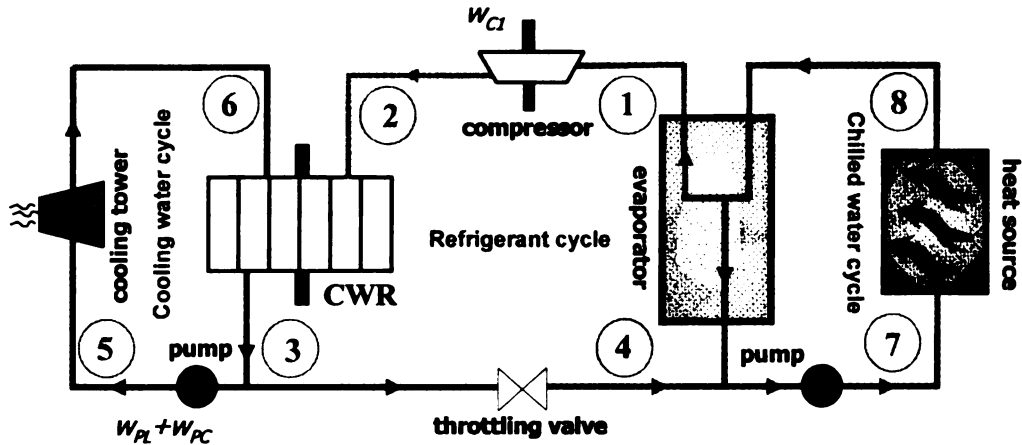 W_C1
6
2
1
8
compressor
cooling tower
Cooling water cycle
evaporator
Chilled water cycle
heat source
Refrigerant cycle
CWR
5
pump
3
4
pump
7
W_PL+W_PC
throttling valve